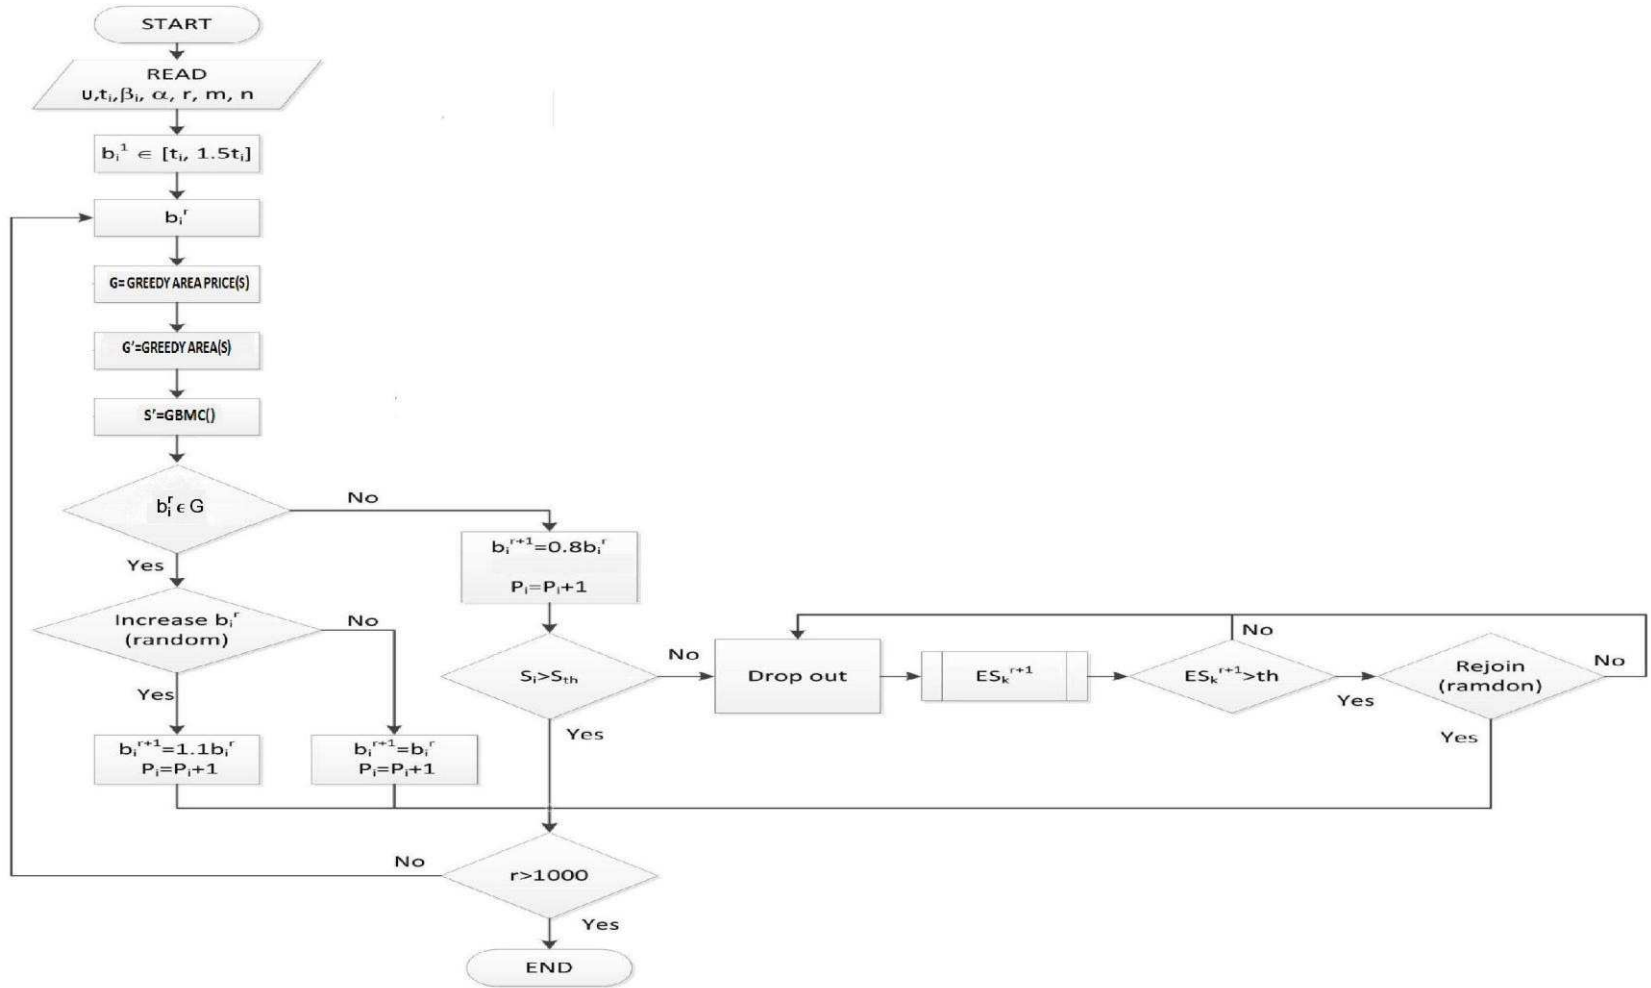 START
READ
υ,tᵢ,βᵢ, α, r, m, n
bᵢ¹ ∈ [tᵢ, 1.5tᵢ]
bᵢʳ
G= GREEDY AREA PRICE(S)
G'=GREEDY AREA(S)
S'=GBMC()
bᵢʳ ϵ G
No
Yes
bᵢʳ⁺¹=0.8bᵢʳ
Pᵢ=Pᵢ+1
Increase bᵢʳ
(random)
No
Yes
bᵢʳ⁺¹=1.1bᵢʳ
Pᵢ=Pᵢ+1
bᵢʳ⁺¹=bᵢʳ
Pᵢ=Pᵢ+1
Sᵢ>Sₜₕ
No
Yes
Drop out
ESₖʳ⁺¹
ESₖʳ⁺¹>th
No
Yes
Rejoin
(ramdon)
No
Yes
r>1000
No
Yes
END